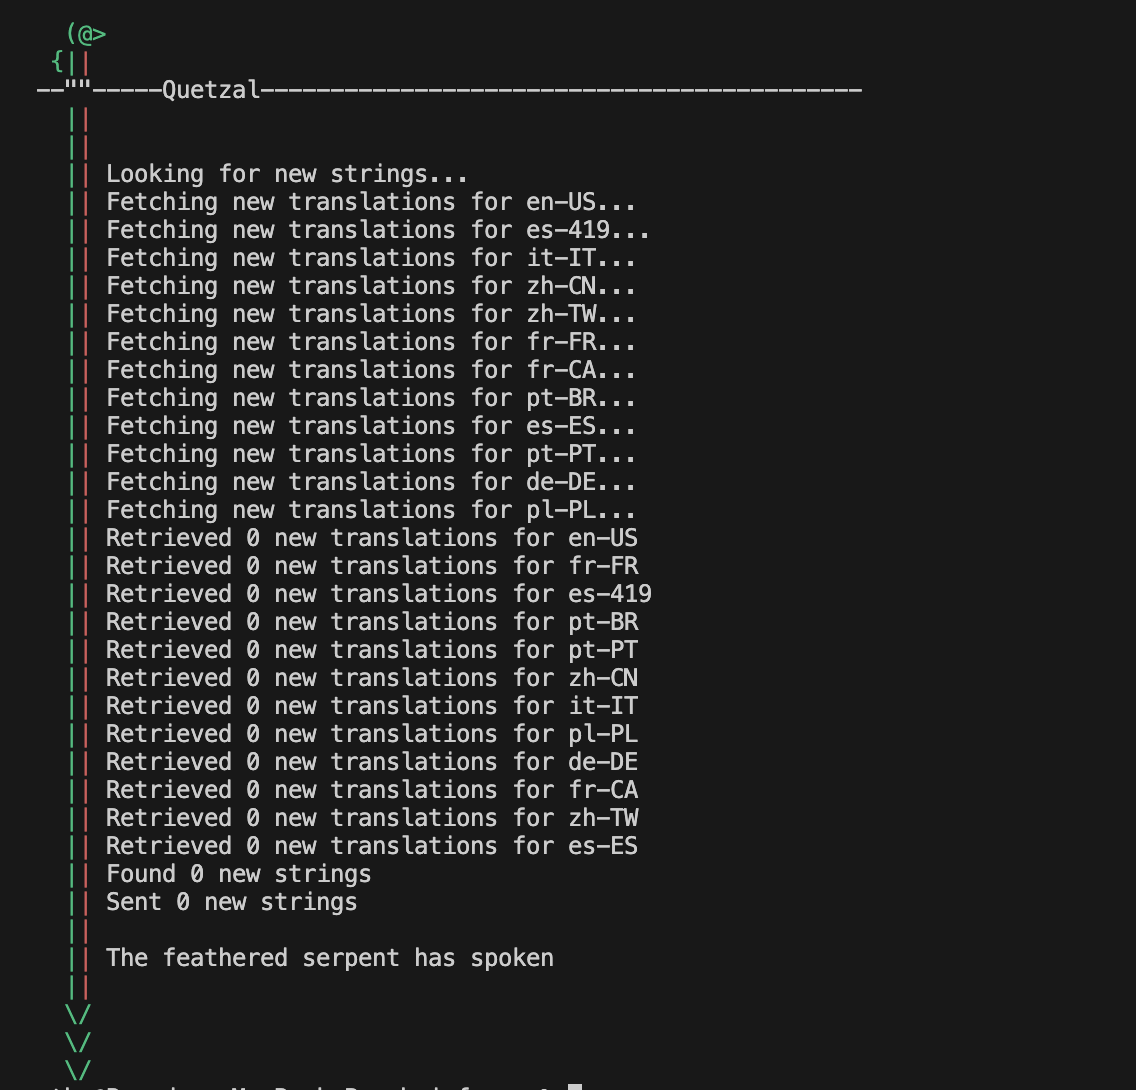 (@>
{||
--""-----Quetzal-------------------------------------------
||
||
|| Looking for new strings...
|| Fetching new translations for en-US...
|| Fetching new translations for es-419...
|| Fetching new translations for it-IT...
|| Fetching new translations for zh-CN...
|| Fetching new translations for zh-TW...
|| Fetching new translations for fr-FR...
|| Fetching new translations for fr-CA...
|| Fetching new translations for pt-BR...
|| Fetching new translations for es-ES...
|| Fetching new translations for pt-PT...
|| Fetching new translations for de-DE...
|| Fetching new translations for pl-PL...
|| Retrieved 0 new translations for en-US
|| Retrieved 0 new translations for fr-FR
|| Retrieved 0 new translations for es-419
|| Retrieved 0 new translations for pt-BR
|| Retrieved 0 new translations for pt-PT
|| Retrieved 0 new translations for zh-CN
|| Retrieved 0 new translations for it-IT
|| Retrieved 0 new translations for pl-PL
|| Retrieved 0 new translations for de-DE
|| Retrieved 0 new translations for fr-CA
|| Retrieved 0 new translations for zh-TW
|| Retrieved 0 new translations for es-ES
|| Found 0 new strings
|| Sent 0 new strings
||
|| The feathered serpent has spoken
||
\/
\/
\/